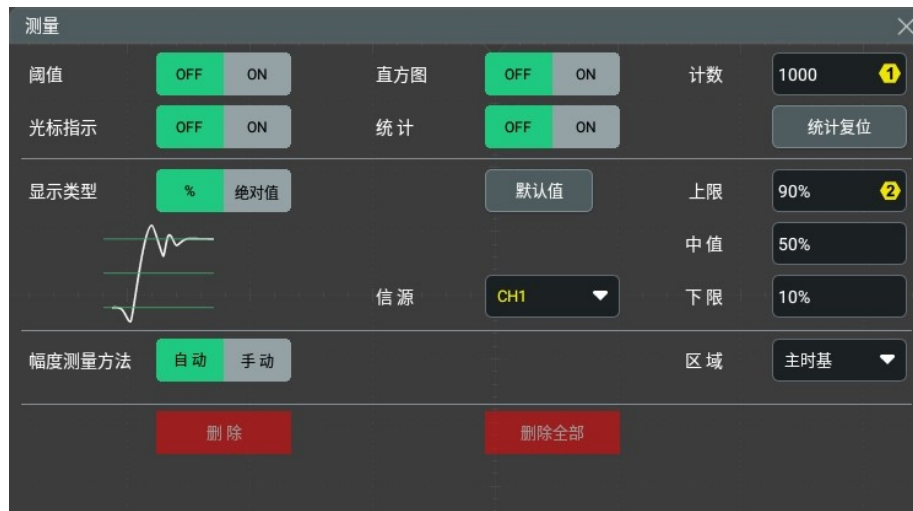 测量
阈值 OFF ON 直方图 OFF ON 计数 1000 1
光标指示 OFF ON 统计 OFF ON 统计复位
显示类型 % 绝对值 默认值 上限 90% 2
中值 50%
信源 CH1 下限 10%
幅度测量方法 自动 手动 区域 主时基
删除 删除全部